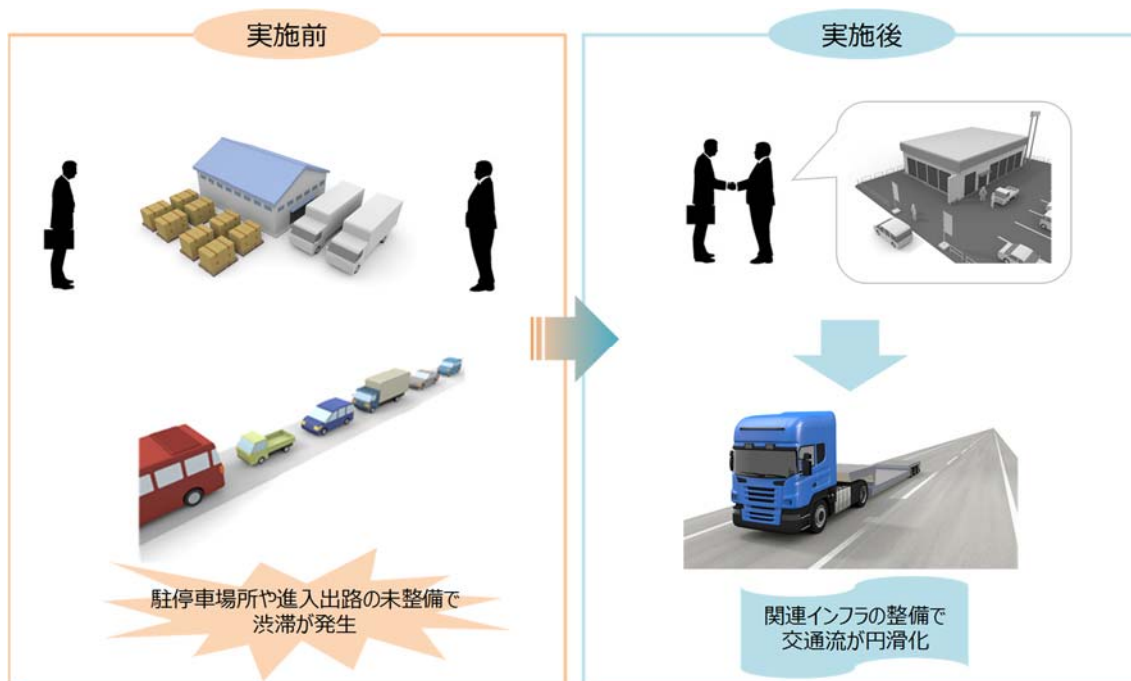 実施前
実施後
駐停車場所や進入出路の未整備で
渋滞が発生
関連インフラの整備で
交通流が円滑化